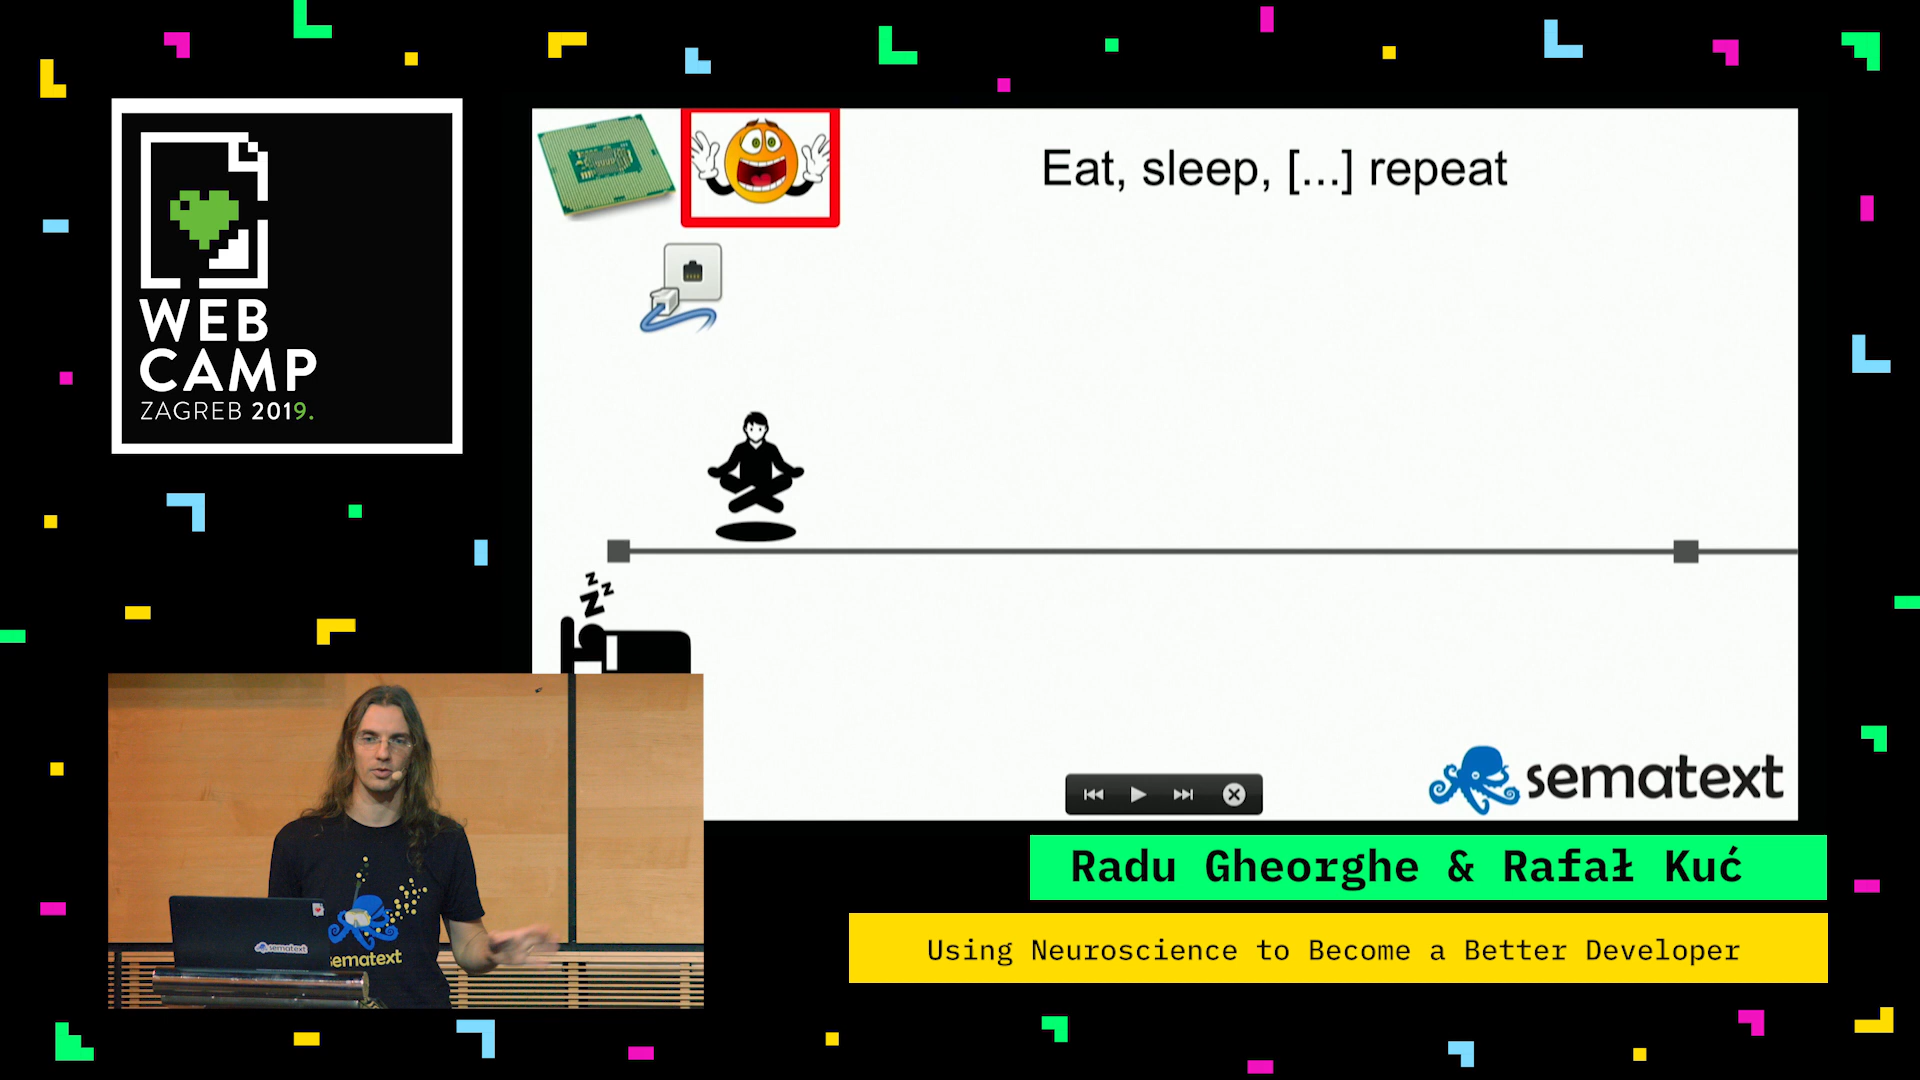 WEB
CAMP
ZAGREB 2019.
Eat, sleep, [...] repeat
z
z
z
sematext
sematext
sematext
Radu Gheorghe & Rafał Kuć
Using Neuroscience to Become a Better Developer